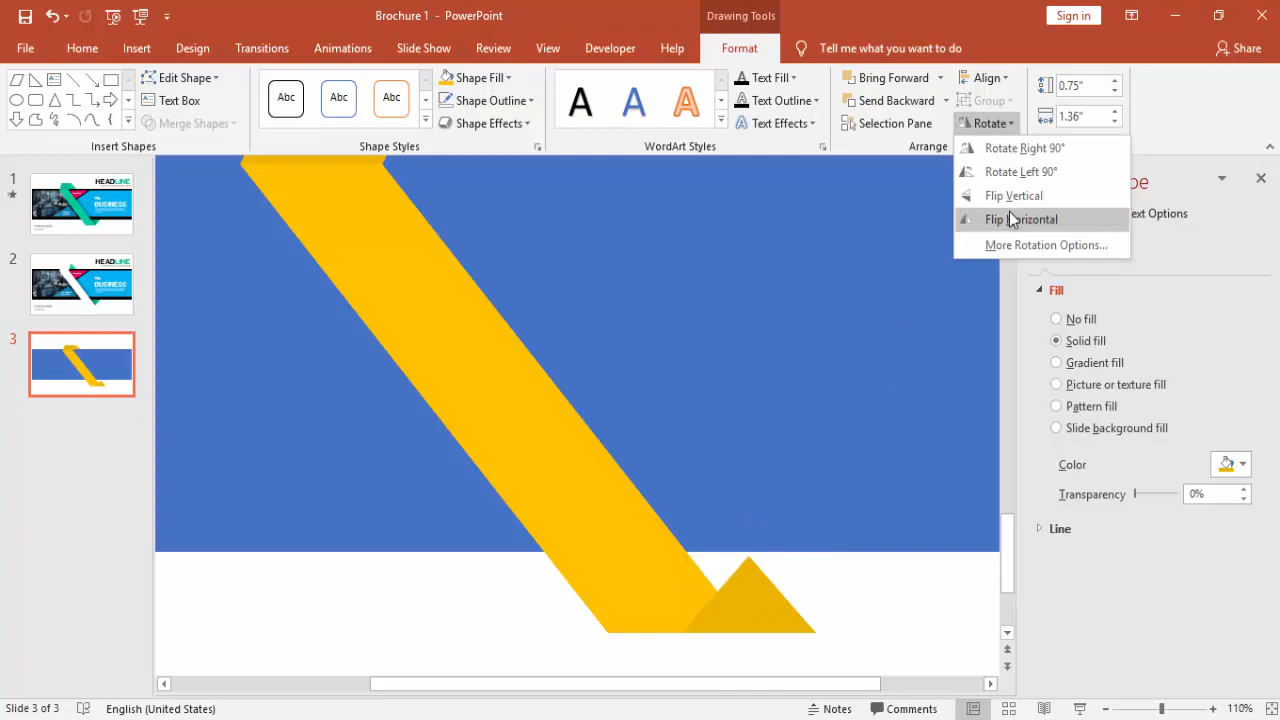 Brochure 1 - PowerPoint
Drawing Tools
Sign in
File Home Insert Design Transitions Animations Slide Show Review View Developer Help Format Tell me what you want to do Share
Edit Shape
Text Box
Merge Shapes
Insert Shapes
Abc Abc Abc
Shape Fill
Shape Outline
Shape Effects
Shape Styles
A A A
Text Fill
Text Outline
Text Effects
WordArt Styles
Bring Forward
Send Backward
Selection Pane
Align
Group
Rotate
Arrange
0.75"
1.36"
Rotate Right 90°
Rotate Left 90°
Flip Vertical
Flip Horizontal
More Rotation Options...
pe
ext Options
Fill
No fill
Solid fill
Gradient fill
Picture or texture fill
Pattern fill
Slide background fill
Color
Transparency 0%
Line
1
HEADLINE
BUSINESS
2
HEADLINE
BUSINESS
3
Slide 3 of 3 English (United States) Notes Comments 110%